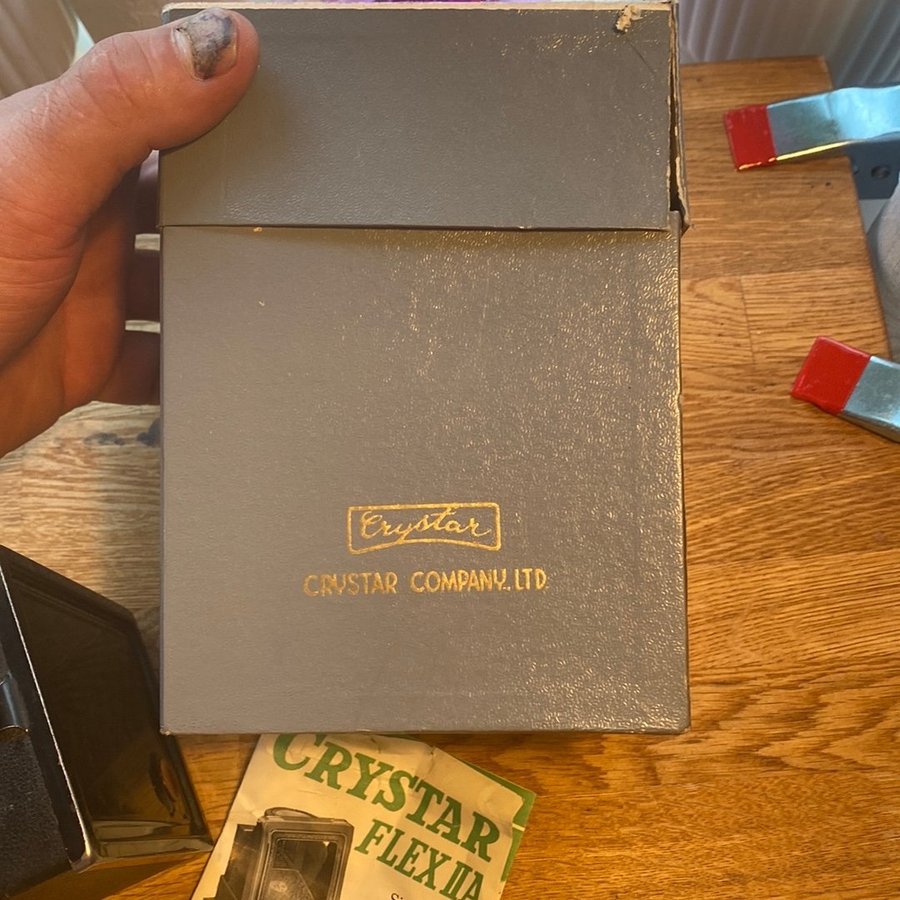 Crystar
CRYSTAR COMPANY., LTD.
CRYSTAR
FLEX IIA